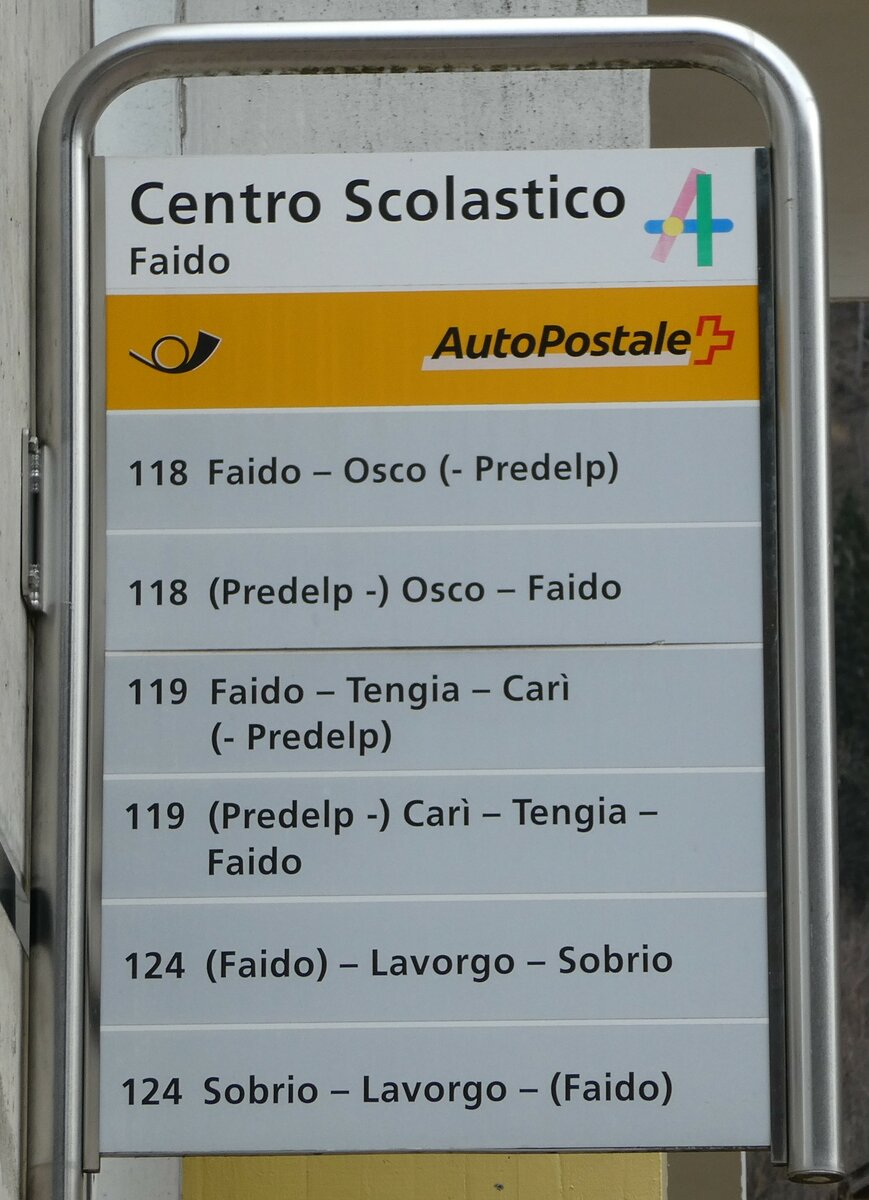 Centro Scolastico
Faido
AutoPostale
118 Faido – Osco (- Predelp)
118 (Predelp -) Osco – Faido
119 Faido – Tengia – Carì
(- Predelp)
119 (Predelp -) Carì – Tengia –
Faido
124 (Faido) – Lavorgo – Sobrio
124 Sobrio – Lavorgo – (Faido)